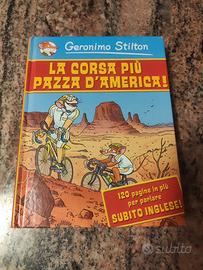 Geronimo Stilton
LA CORSA PIÙ
PAZZA D'AMERICA!
120 pagine in più
per parlare
SUBITO INGLESE!
subito